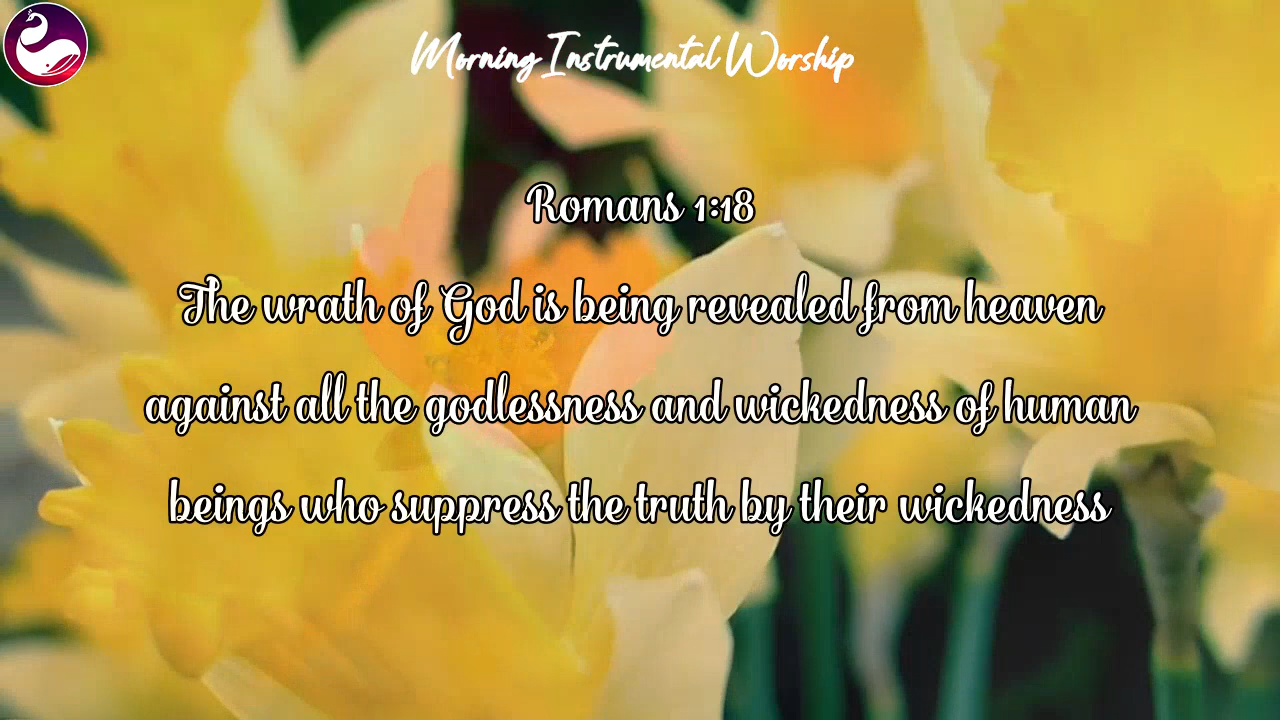 Morning Instrumental Worship
Romans 1:18
The wrath of God is being revealed from heaven
against all the godlessness and wickedness of human
beings who suppress the truth by their wickedness